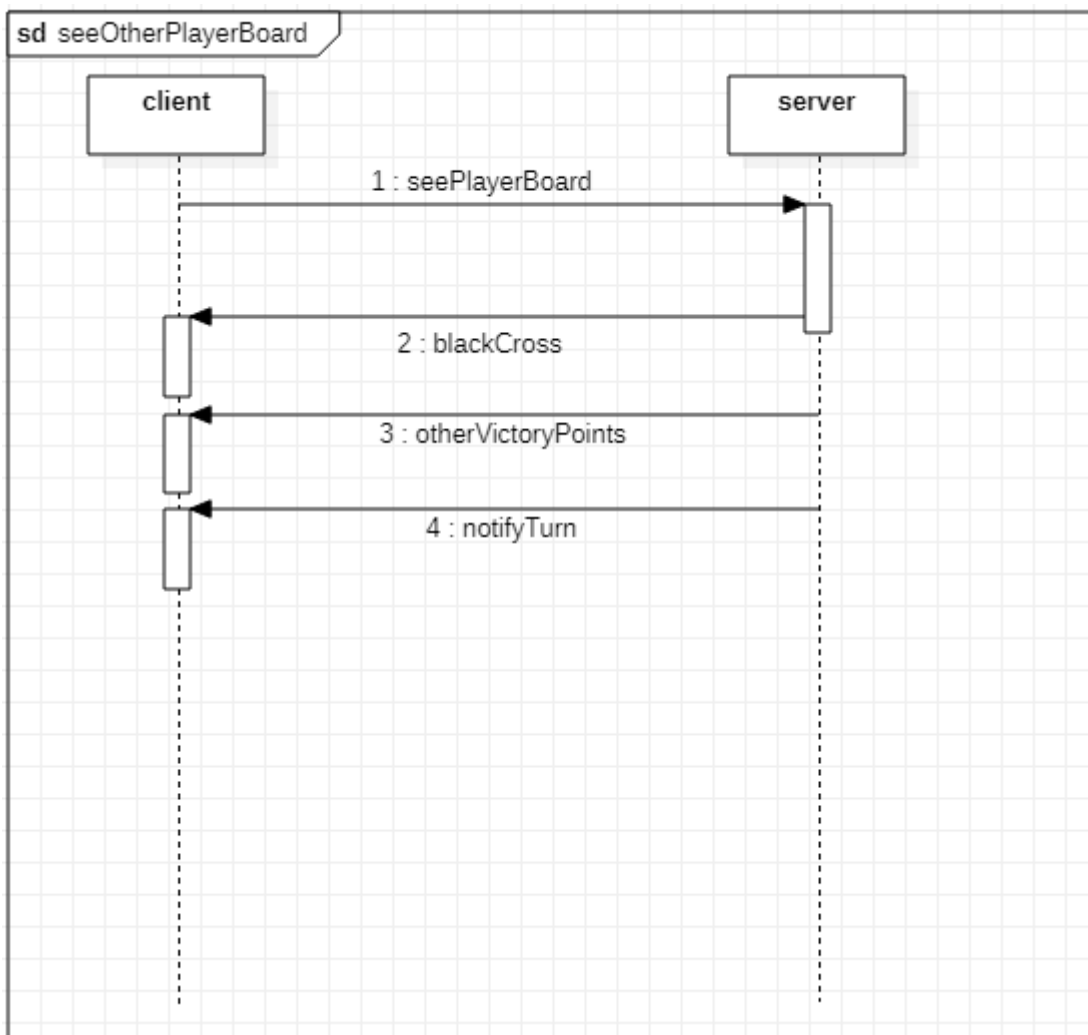 sd seeOtherPlayerBoard
client
server
1 : seePlayerBoard
2 : blackCross
3 : otherVictoryPoints
4 : notifyTurn